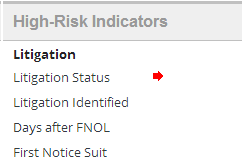 High-Risk Indicators
Litigation
Litigation Status
Litigation Identified
Days after FNOL
First Notice Suit